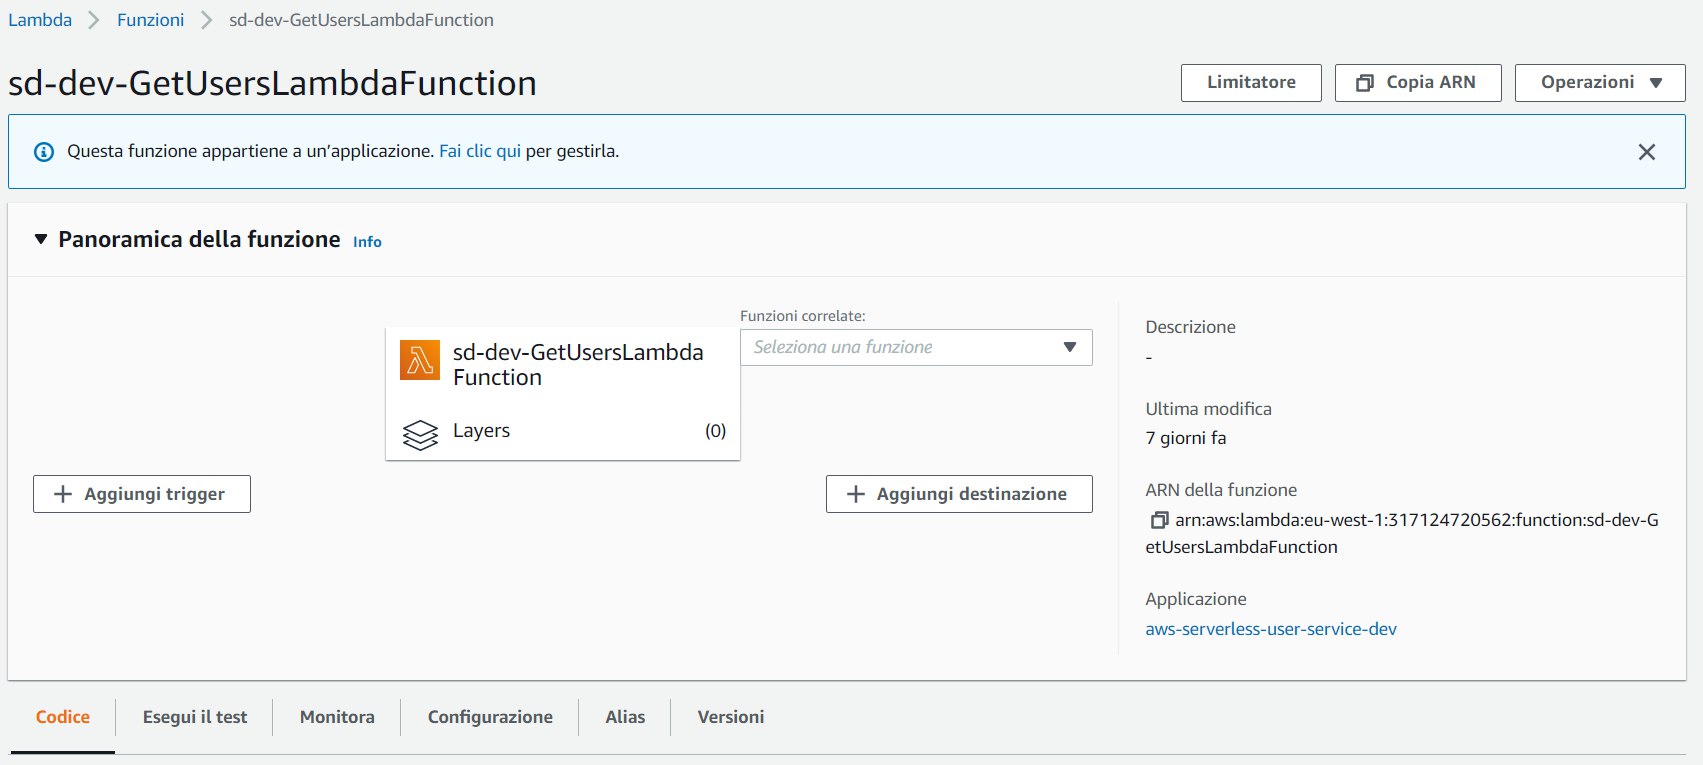 Lambda > Funzioni > sd-dev-GetUsersLambdaFunction
sd-dev-GetUsersLambdaFunction
Limitatore
Copia ARN
Operazioni
Questa funzione appartiene a un’applicazione. Fai clic qui per gestirla.
Panoramica della funzione Info
sd-dev-GetUsersLambda
Function
Layers (0)
Funzioni correlate:
Seleziona una funzione
Aggiungi trigger
Aggiungi destinazione
Descrizione
-
Ultima modifica
7 giorni fa
ARN della funzione
arn:aws:lambda:eu-west-1:317124720562:function:sd-dev-G
etUsersLambdaFunction
Applicazione
aws-serverless-user-service-dev
Codice
Esegui il test
Monitora
Configurazione
Alias
Versioni